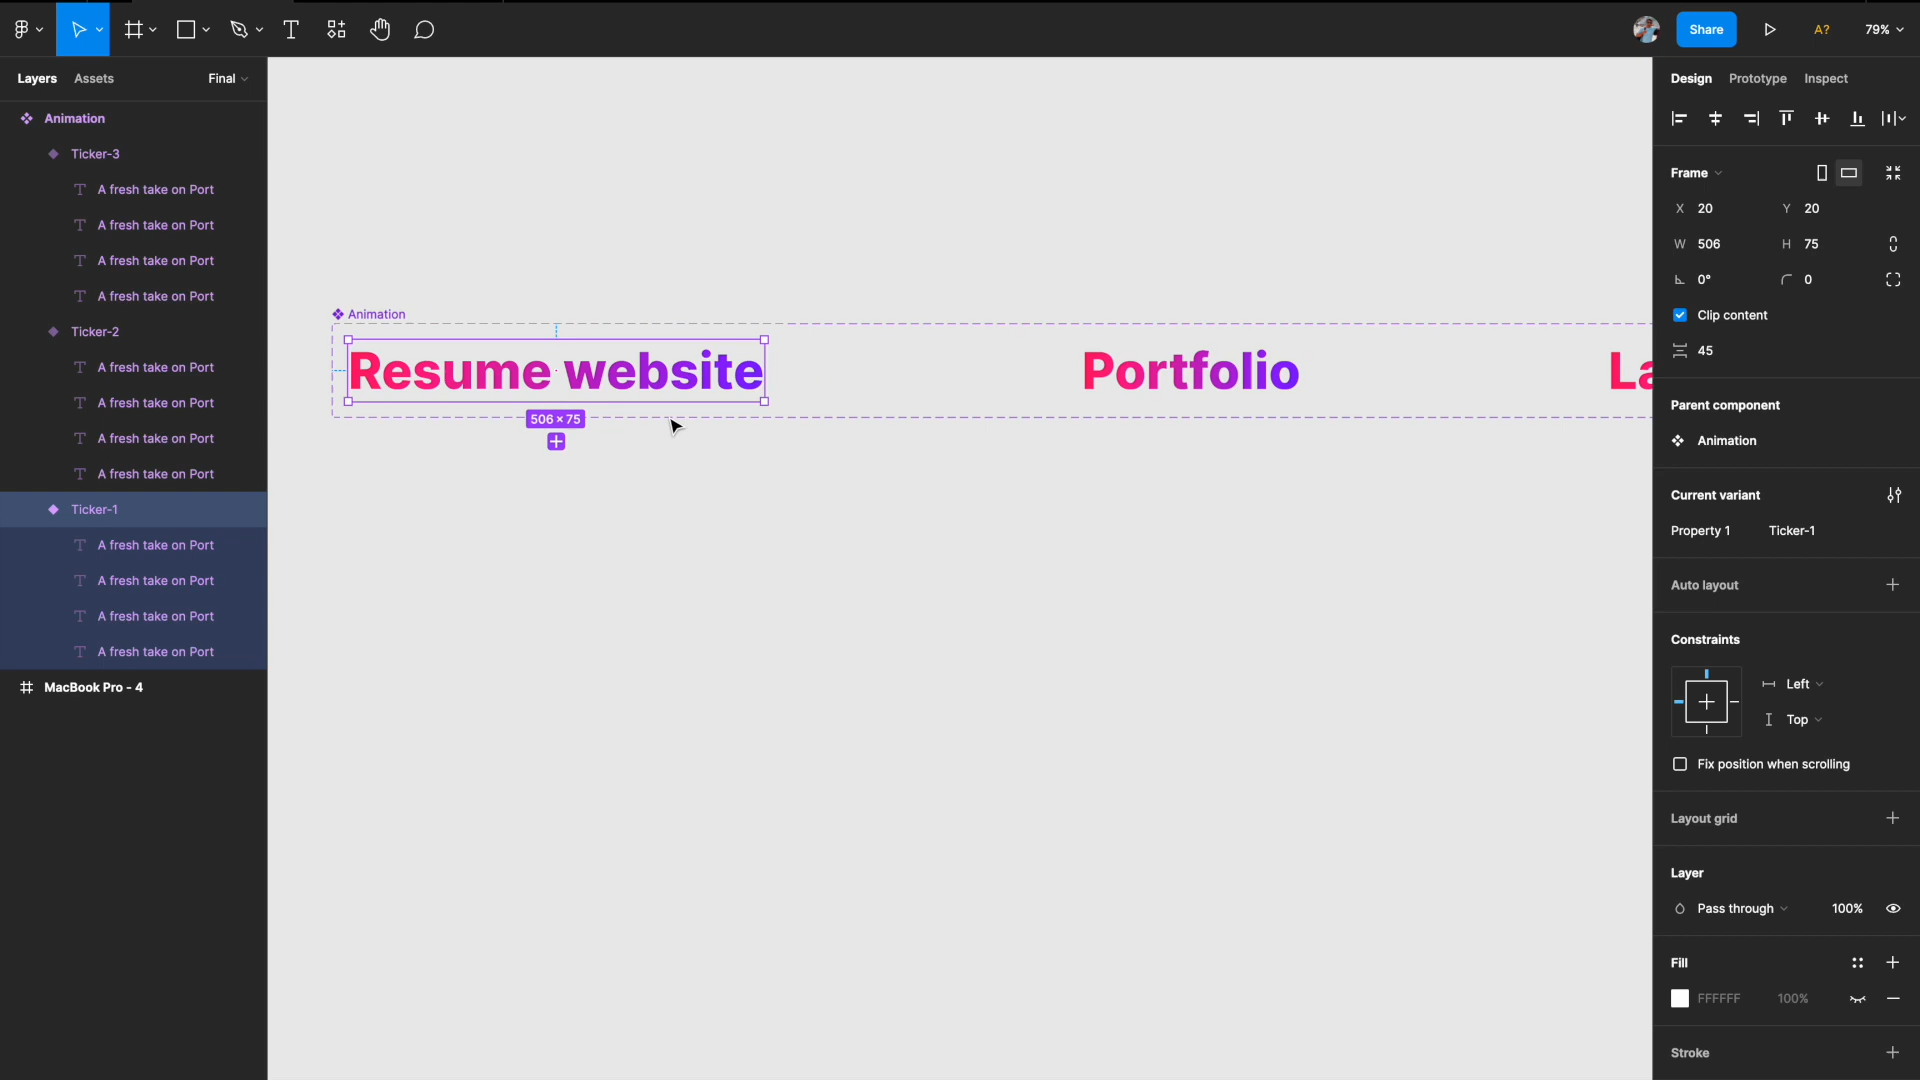 Share
A?
79%
Layers
Assets
Final
Animation
Ticker-3
A fresh take on Port
A fresh take on Port
A fresh take on Port
A fresh take on Port
Ticker-2
A fresh take on Port
A fresh take on Port
A fresh take on Port
A fresh take on Port
Ticker-1
A fresh take on Port
A fresh take on Port
A fresh take on Port
A fresh take on Port
MacBook Pro - 4
Animation
Resume website
Portfolio
506 × 75
Design
Prototype
Inspect
Frame
X 20
Y 20
W 506
H 75
0°
0
Clip content
45
Parent component
Animation
Current variant
Property 1
Ticker-1
Auto layout
Constraints
Left
Top
Fix position when scrolling
Layout grid
Layer
Pass through
100%
Fill
FFFFFF
100%
Stroke